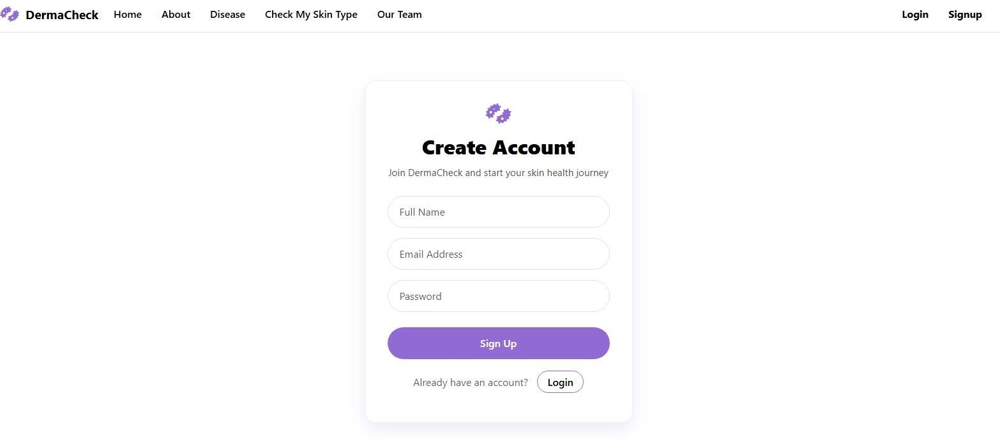 DermaCheck Home About Disease Check My Skin Type Our Team Login Signup
Create Account
Join DermaCheck and start your skin health journey
Full Name
Email Address
Password
Sign Up
Already have an account? Login